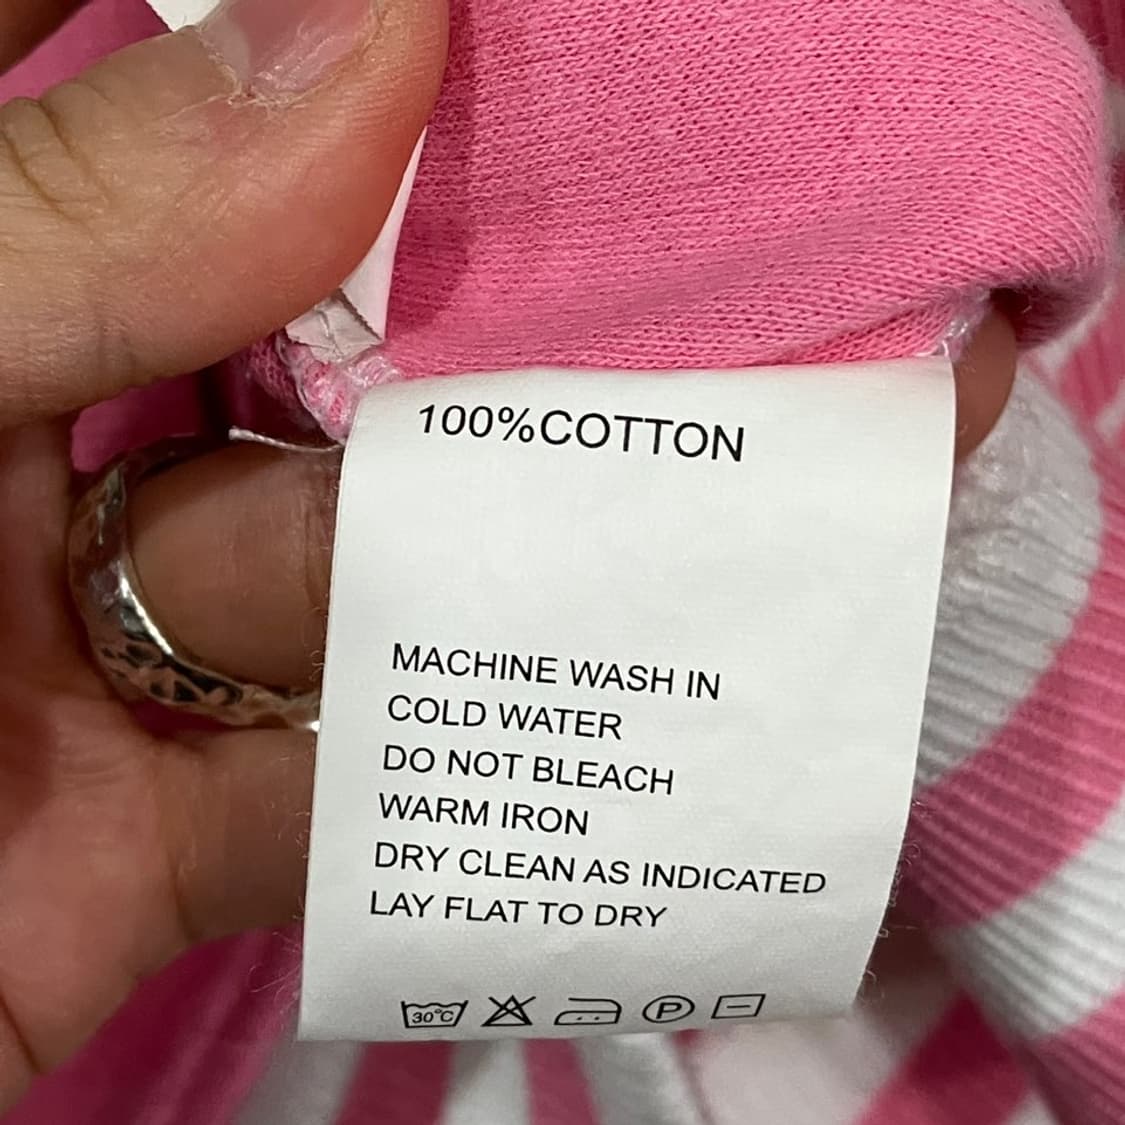 100%COTTON
MACHINE WASH IN
COLD WATER
DO NOT BLEACH
WARM IRON
DRY CLEAN AS INDICATED
LAY FLAT TO DRY
30°C P